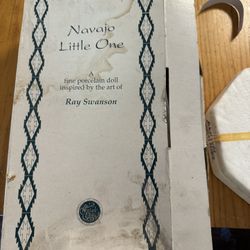 Navajo
Little One
A
fine porcelain doll
inspired by the art of
Ray Swanson